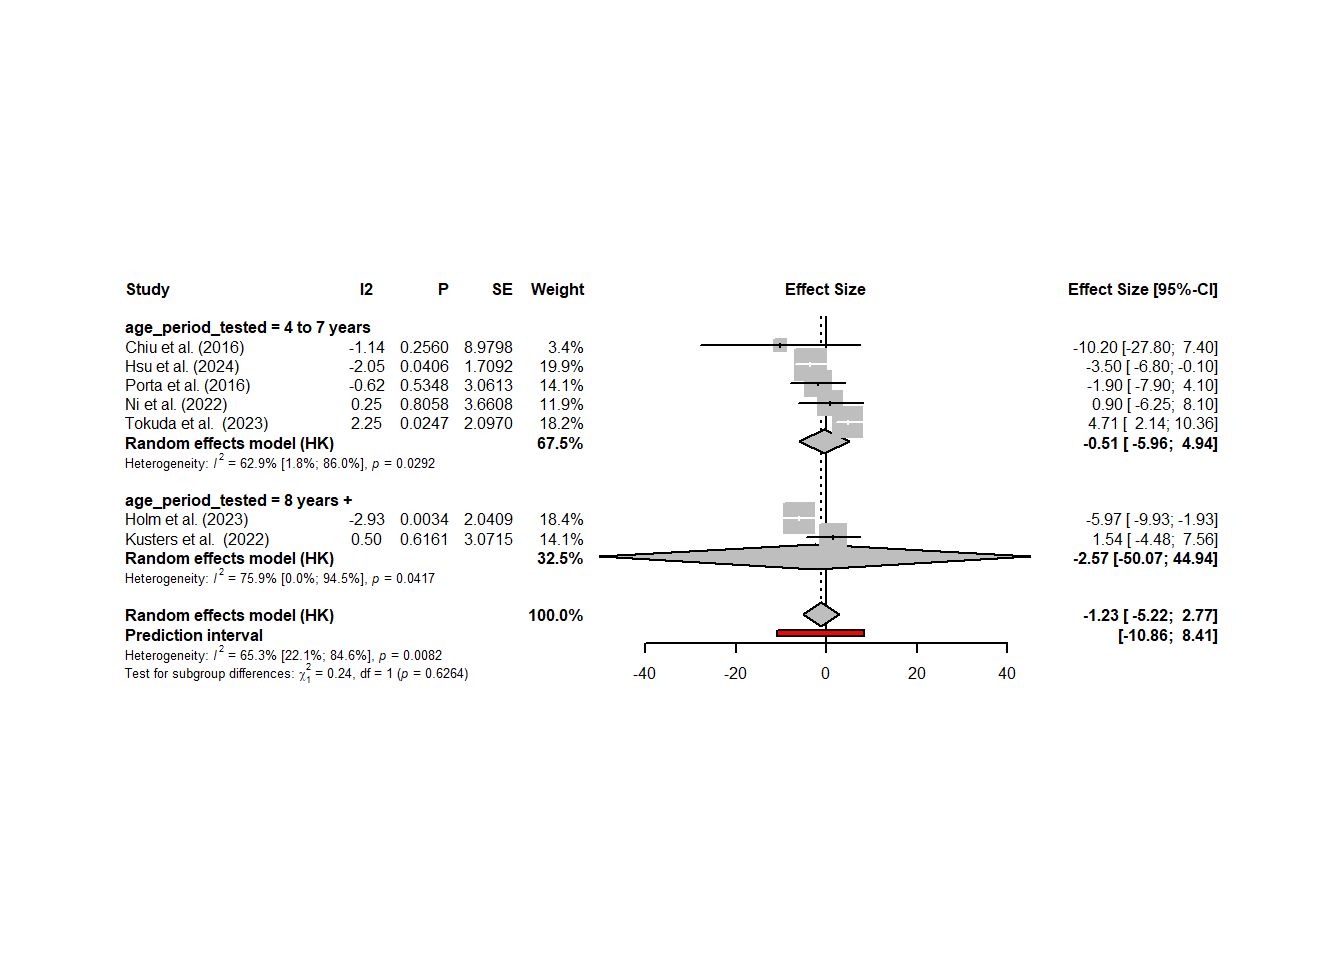 Study I2 P SE Weight Effect Size Effect Size [95%-CI]
age_period_tested = 4 to 7 years
Chiu et al. (2016) -1.14 0.2560 8.9798 3.4% -10.20 [-27.80; 7.40]
Hsu et al. (2024) -2.05 0.0406 1.7092 19.9% -3.50 [ -6.80; -0.10]
Porta et al. (2016) -0.62 0.5348 3.0613 14.1% -1.90 [ -7.90; 4.10]
Ni et al. (2022) 0.25 0.8058 3.6608 11.9% 0.90 [ -6.25; 8.10]
Tokuda et al. (2023) 2.25 0.0247 2.0970 18.2% 4.71 [ 2.14; 10.36]
Random effects model (HK) 67.5% -0.51 [ -5.96; 4.94]
Heterogeneity: I² = 62.9% [1.8%; 86.0%], p = 0.0292
age_period_tested = 8 years +
Holm et al. (2023) -2.93 0.0034 2.0409 18.4% -5.97 [ -9.93; -1.93]
Kusters et al. (2022) 0.50 0.6161 3.0715 14.1% 1.54 [ -4.48; 7.56]
Random effects model (HK) 32.5% -2.57 [-50.07; 44.94]
Heterogeneity: I² = 75.9% [0.0%; 94.5%], p = 0.0417
Random effects model (HK) 100.0% -1.23 [ -5.22; 2.77]
Prediction interval [-10.86; 8.41]
Heterogeneity: I² = 65.3% [22.1%; 84.6%], p = 0.0082
Test for subgroup differences: χ²₁ = 0.24, df = 1 (p = 0.6264)
-40 -20 0 20 40